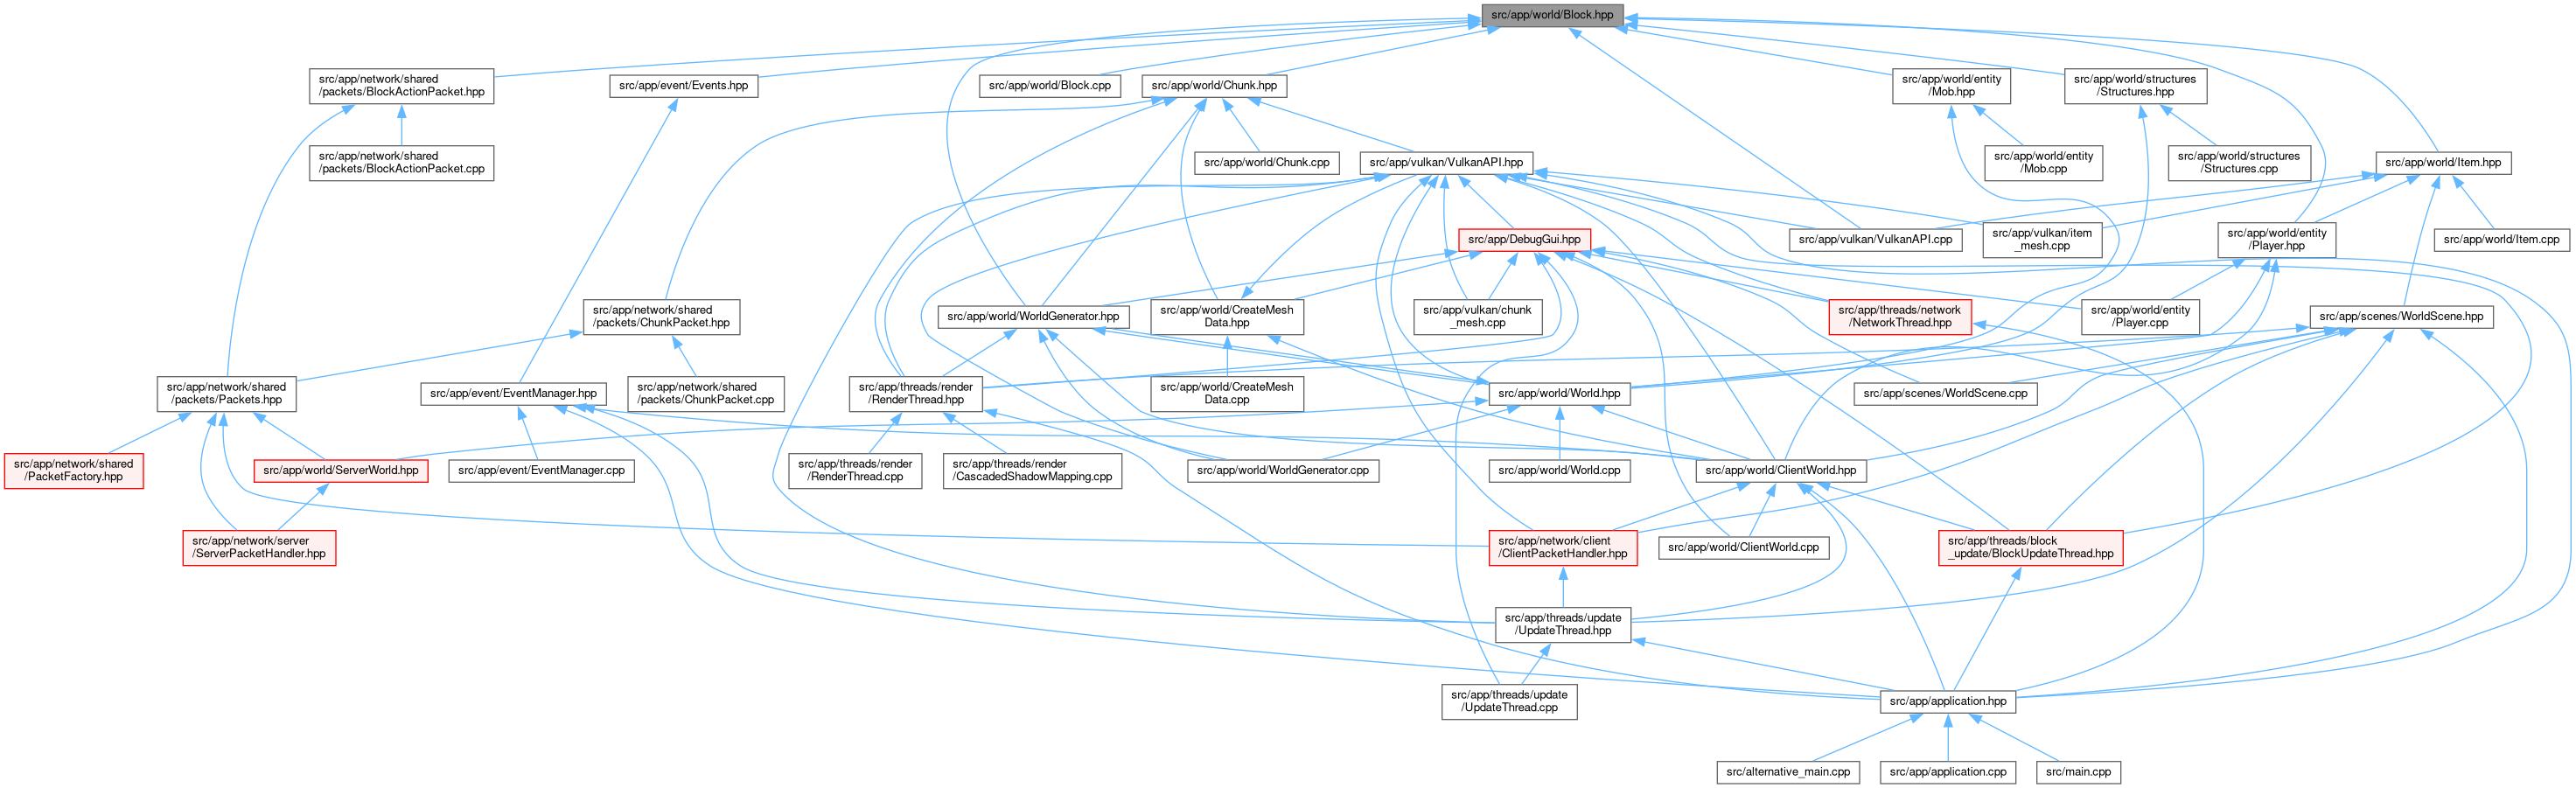 src/app/world/Block.hpp
src/app/network/shared
/packets/BlockActionPacket.hpp
src/app/event/Events.hpp
src/app/world/Block.cpp
src/app/world/Chunk.hpp
src/app/world/entity
/Mob.hpp
src/app/world/structures
/Structures.hpp
src/app/network/shared
/packets/BlockActionPacket.cpp
src/app/world/Chunk.cpp
src/app/vulkan/VulkanAPI.hpp
src/app/world/entity
/Mob.cpp
src/app/world/structures
/Structures.cpp
src/app/world/Item.hpp
src/app/DebugGui.hpp
src/app/vulkan/VulkanAPI.cpp
src/app/vulkan/item
_mesh.cpp
src/app/world/entity
/Player.hpp
src/app/world/Item.cpp
src/app/network/shared
/packets/ChunkPacket.hpp
src/app/world/WorldGenerator.hpp
src/app/world/CreateMesh
Data.hpp
src/app/vulkan/chunk
_mesh.cpp
src/app/threads/network
/NetworkThread.hpp
src/app/world/entity
/Player.cpp
src/app/scenes/WorldScene.hpp
src/app/network/shared
/packets/Packets.hpp
src/app/event/EventManager.hpp
src/app/network/shared
/packets/ChunkPacket.cpp
src/app/threads/render
/RenderThread.hpp
src/app/world/CreateMesh
Data.cpp
src/app/world/World.hpp
src/app/scenes/WorldScene.cpp
src/app/network/shared
/PacketFactory.hpp
src/app/world/ServerWorld.hpp
src/app/event/EventManager.cpp
src/app/threads/render
/RenderThread.cpp
src/app/threads/render
/CascadedShadowMapping.cpp
src/app/world/WorldGenerator.cpp
src/app/world/World.cpp
src/app/world/ClientWorld.hpp
src/app/network/server
/ServerPacketHandler.hpp
src/app/network/client
/ClientPacketHandler.hpp
src/app/world/ClientWorld.cpp
src/app/threads/block
_update/BlockUpdateThread.hpp
src/app/threads/update
/UpdateThread.hpp
src/app/threads/update
/UpdateThread.cpp
src/app/application.hpp
src/alternative_main.cpp
src/app/application.cpp
src/main.cpp